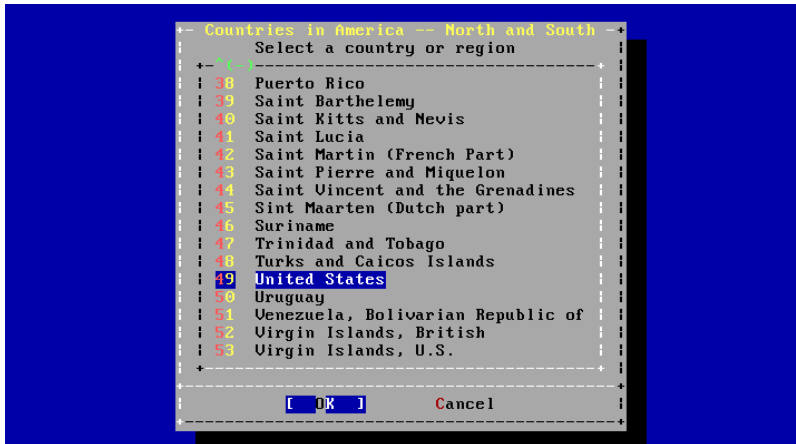 Countries in America -- North and South
Select a country or region
^(-)
38 Puerto Rico
39 Saint Barthelemy
40 Saint Kitts and Nevis
41 Saint Lucia
42 Saint Martin (French Part)
43 Saint Pierre and Miquelon
44 Saint Vincent and the Grenadines
45 Sint Maarten (Dutch part)
46 Suriname
47 Trinidad and Tobago
48 Turks and Caicos Islands
49 United States
50 Uruguay
51 Venezuela, Bolivarian Republic of
52 Virgin Islands, British
53 Virgin Islands, U.S.
[ OK ] Cancel